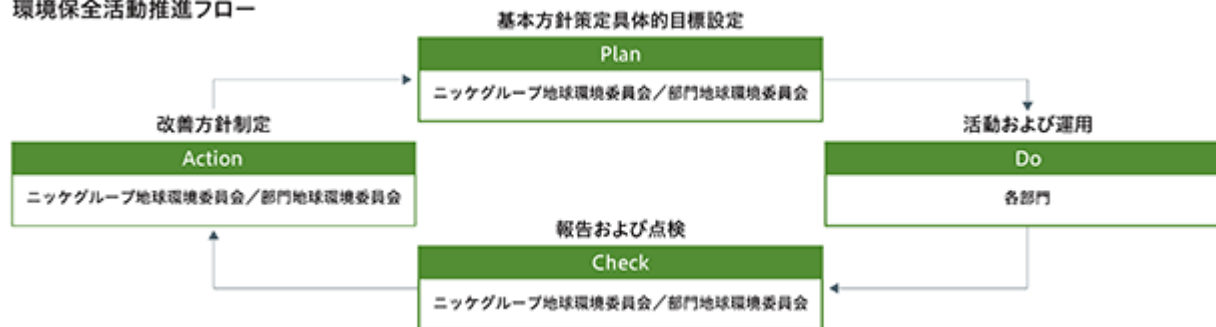 環境保全活動推進フロー
基本方針策定具体的目標設定
Plan
ニッケグループ地球環境委員会／部門地球環境委員会
改善方針制定
Action
ニッケグループ地球環境委員会／部門地球環境委員会
活動および運用
Do
各部門
報告および点検
Check
ニッケグループ地球環境委員会／部門地球環境委員会